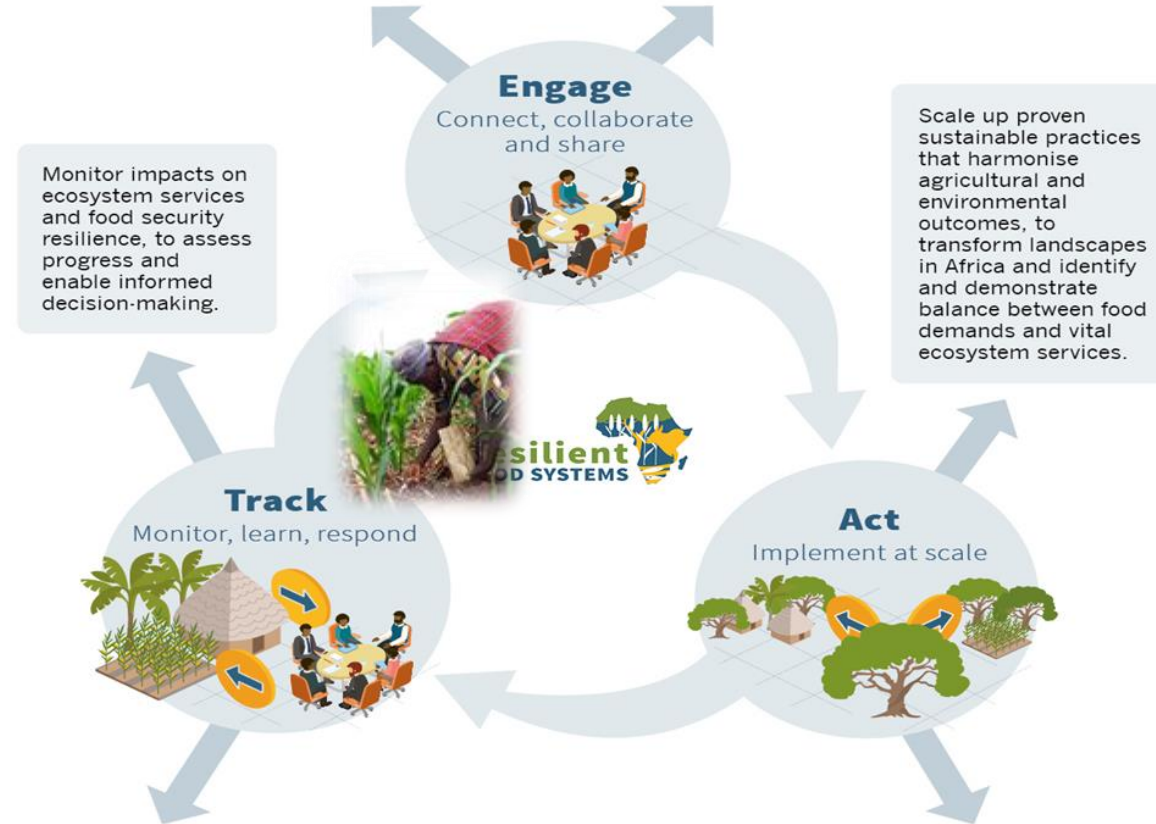 Engage
Connect, collaborate
and share
Monitor impacts on
ecosystem services
and food security
resilience, to assess
progress and
enable informed
decision-making.
Scale up proven
sustainable practices
that harmonise
agricultural and
environmental
outcomes, to
transform landscapes
in Africa and identify
and demonstrate
balance between food
demands and vital
ecosystem services.
esilient
OD SYSTEMS
Track
Monitor, learn, respond
Act
Implement at scale